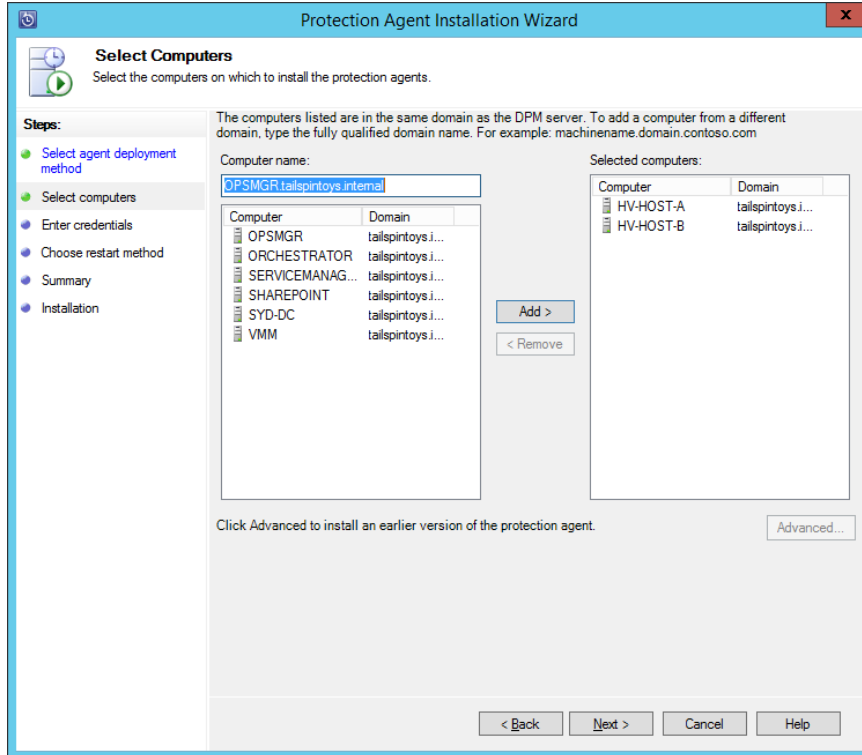 Protection Agent Installation Wizard
x
Select Computers
Select the computers on which to install the protection agents.
Steps:
Select agent deployment
method
Select computers
Enter credentials
Choose restart method
Summary
Installation
The computers listed are in the same domain as the DPM server. To add a computer from a different
domain, type the fully qualified domain name. For example: machinename.domain.contoso.com
Computer name:
OPSMGR.tailspintoys.internal
Computer Domain
OPSMGR tailspintoys.i...
ORCHESTRATOR tailspintoys.i...
SERVICEMANAG... tailspintoys.i...
SHAREPOINT tailspintoys.i...
SYD-DC tailspintoys.i...
VMM tailspintoys.i...
Add >
< Remove
Selected computers:
Computer Domain
HV-HOST-A tailspintoys.i...
HV-HOST-B tailspintoys.i...
Click Advanced to install an earlier version of the protection agent.
Advanced...
< Back Next > Cancel Help